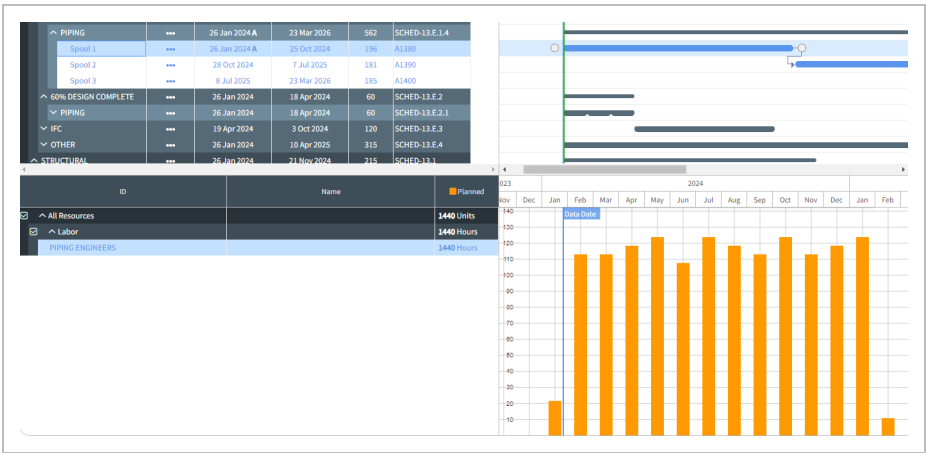 PIPING ••• 26 Jan 2024 A 23 Mar 2026 562 SCHED-13.E.1.4
Spool 1 ••• 26 Jan 2024 A 25 Oct 2024 196 A1380
Spool 2 ••• 28 Oct 2024 7 Jul 2025 181 A1390
Spool 3 ••• 8 Jul 2025 23 Mar 2026 185 A1400
60% DESIGN COMPLETE ••• 26 Jan 2024 18 Apr 2024 60 SCHED-13.E.2
PIPING ••• 26 Jan 2024 18 Apr 2024 60 SCHED-13.E.2.1
IFC ••• 19 Apr 2024 3 Oct 2024 120 SCHED-13.E.3
OTHER ••• 26 Jan 2024 10 Apr 2025 315 SCHED-13.E.4
STRUCTURAL ••• 26 Jan 2024 21 Nov 2024 215 SCHED-13.1
ID Name Planned
All Resources 1440 Units
Labor 1440 Hours
PIPING ENGINEERS 1440 Hours
023 2024
Nov Dec Jan Feb Mar Apr May Jun Jul Aug Sep Oct Nov Dec Jan Feb
Data Date
140
130
120
110
100
90
80
70
60
50
40
30
20
10